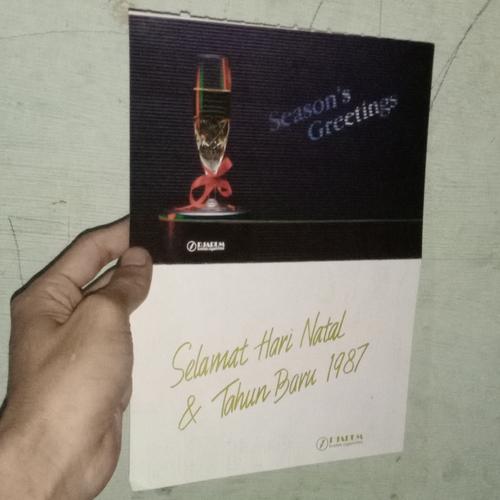 Season's
Greetings
DJARUM
Selamat Hari Natal
& Tahun Baru 1987
DJARUM